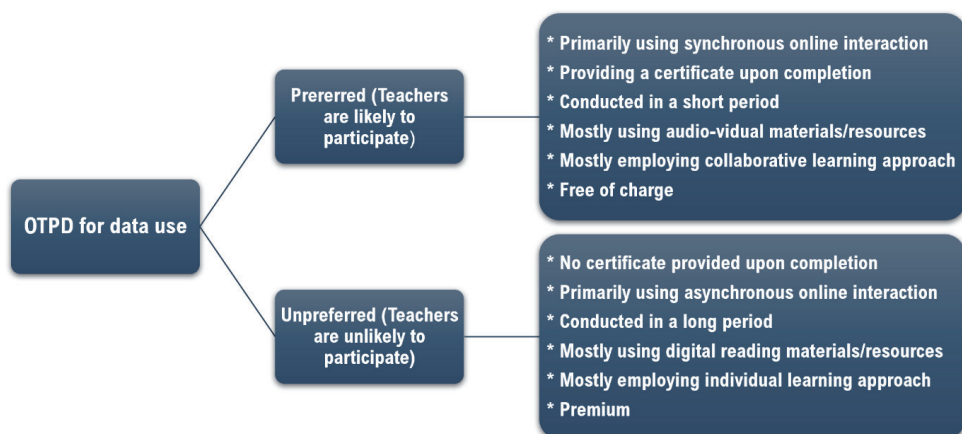 OTPD for data use
Prererred (Teachers
are likely to
participate)
* Primarily using synchronous online interaction
* Providing a certificate upon completion
* Conducted in a short period
* Mostly using audio-vidual materials/resources
* Mostly employing collaborative learning approach
* Free of charge
Unpreferred (Teachers
are unlikely to
participate)
* No certificate provided upon completion
* Primarily using asynchronous online interaction
* Conducted in a long period
* Mostly using digital reading materials/resources
* Mostly employing individual learning approach
* Premium